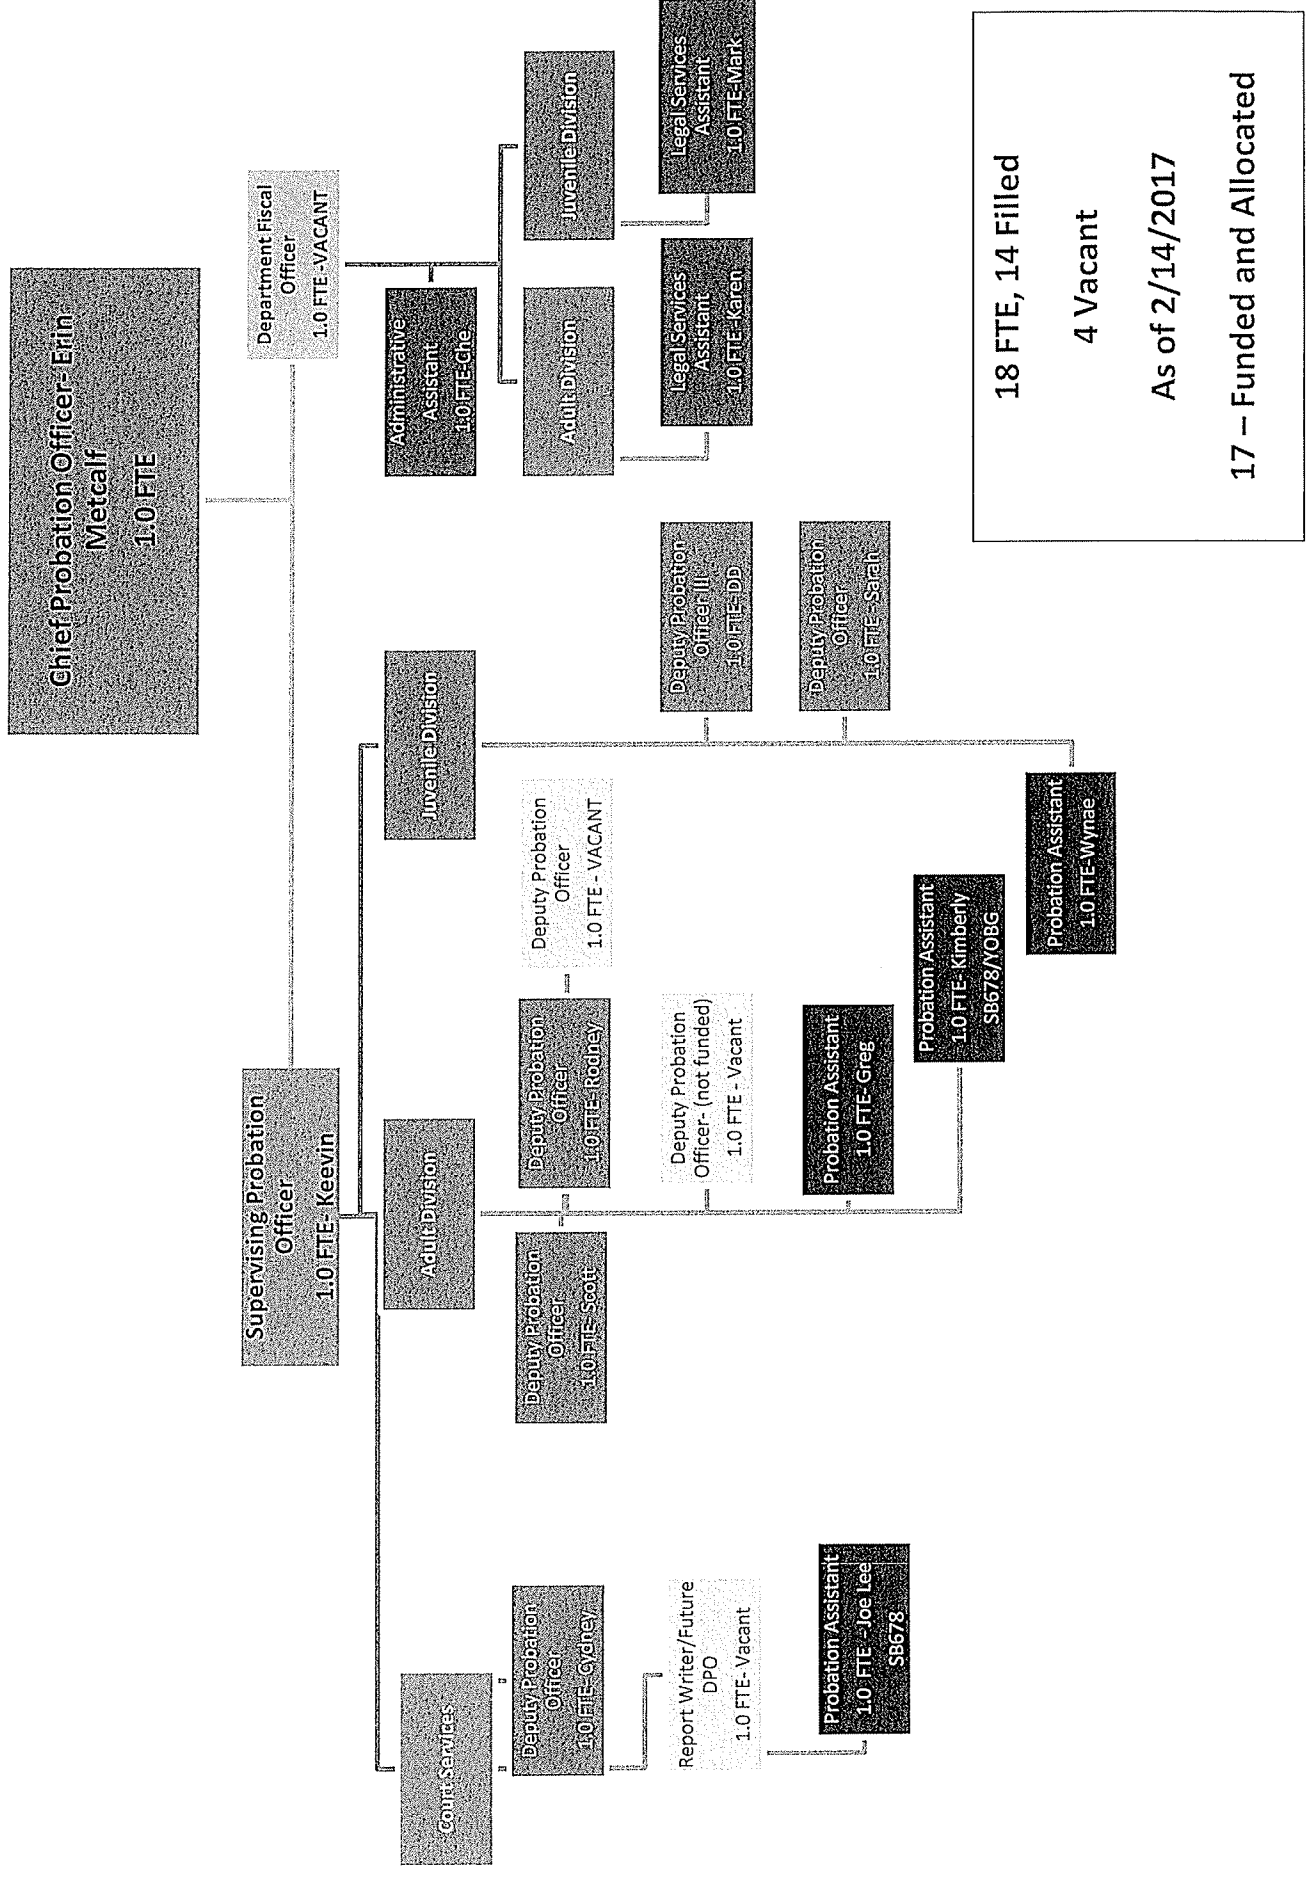 Chief Probation Officer- Erin
Metcalf
1.0 FTE
Supervising Probation
Officer
1.0 FTE- Keevin
Department Fiscal
Officer
1.0 FTE -VACANT
Court Services
Adult Division
Juvenile Division
Administrative
Assistant
1.0 FTE-Che
Deputy Probation
Officer
1.0 FTE- Cydney
Deputy Probation
Officer
1.0 FTE- Scott
Deputy Probation
Officer
1.0 FTE- Rodney
Deputy Probation
Officer
1.0 FTE - VACANT
Adult Division
Juvenile Division
Report Writer/Future
DPO
1.0 FTE- Vacant
Deputy Probation
Officer- (not funded)
1.0 FTE - Vacant
Deputy Probation
Officer III
1.0 FTE- DD
Legal Services
Assistant
1.0 FTE-Karen
Legal Services
Assistant
1.0 FTE-Mark
Probation Assistant
1.0 FTE -Joe Lee
SB678
Probation Assistant
1.0 FTE- Greg
Deputy Probation
Officer-
1.0 FTE - Sarah
Probation Assistant
1.0 FTE- Kimberly
SB678/YOBG
Probation Assistant
1.0 FTE-Wynae
18 FTE, 14 Filled
4 Vacant
As of 2/14/2017
17 – Funded and Allocated